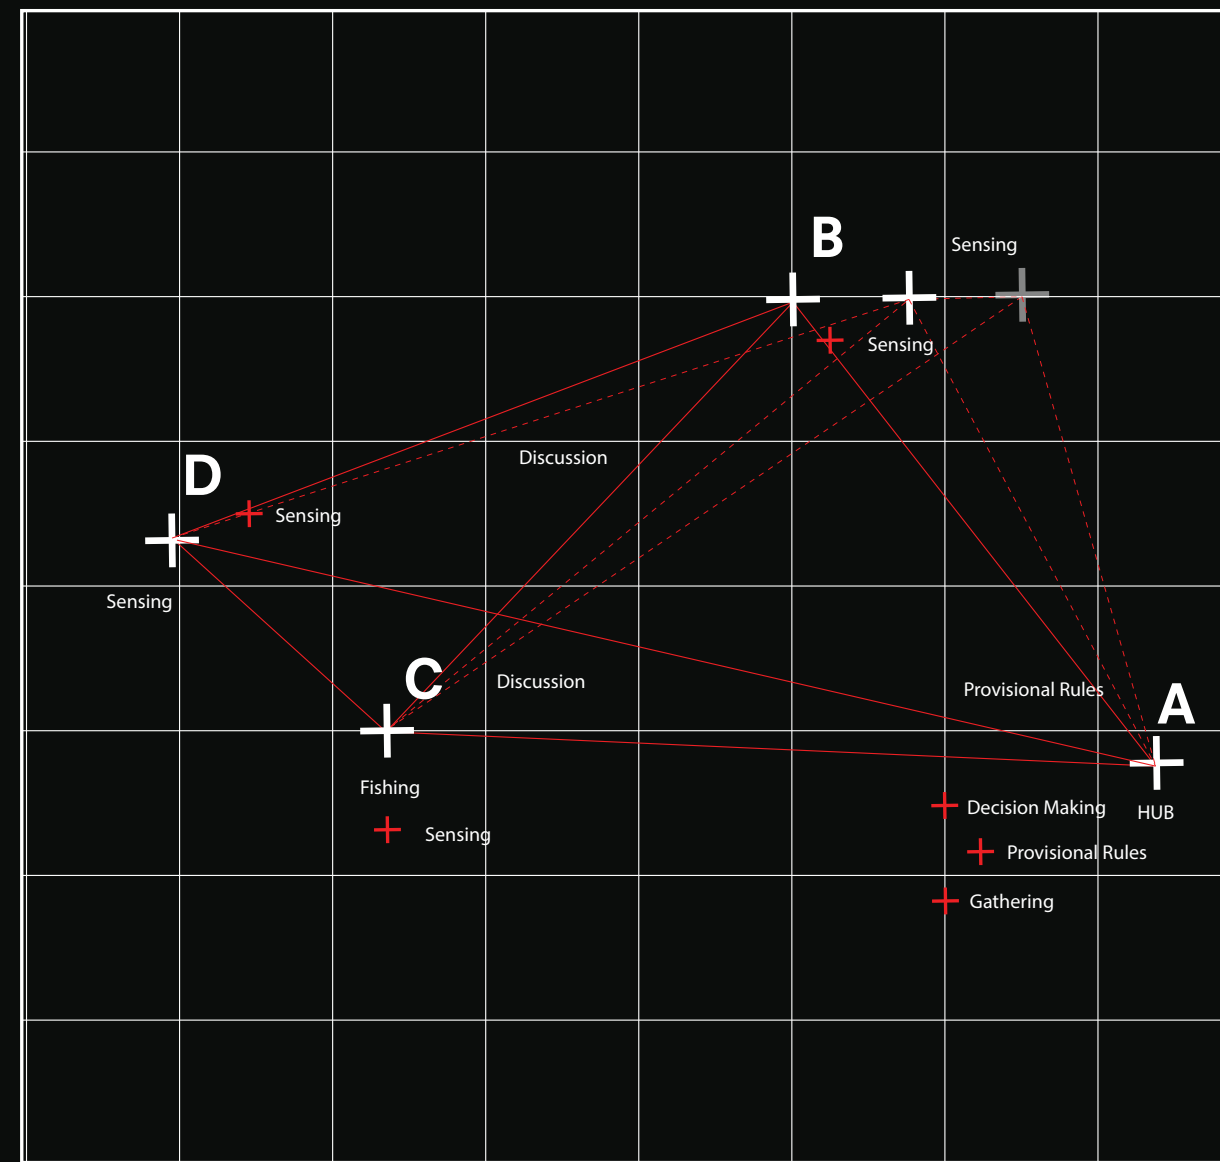 B
Sensing
Sensing
Discussion
D
Sensing
Sensing
C
Discussion
Provisional Rules
A
Fishing
Sensing
Decision Making
HUB
Provisional Rules
Gathering